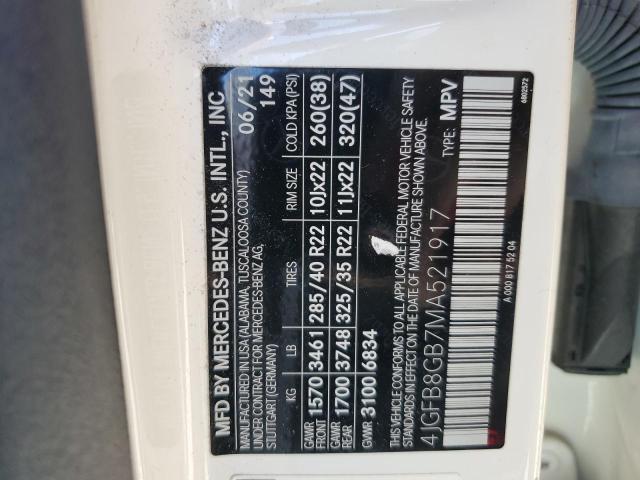 MFD BY MERCEDES-BENZ U.S. INTL., INC
MANUFACTURED IN USA (ALABAMA, TUSCALOOSA COUNTY)
UNDER CONTRACT FOR MERCEDES-BENZ AG,
STUTTGART (GERMANY)
06/21
149
KG LB TIRES RIM SIZE COLD KPA (PSI)
GAWR FRONT 1570 3461 285/40 R22 10Jx22 260(38)
GAWR REAR 1700 3748 325/35 R22 11Jx22 320(47)
GVWR 3100 6834
THIS VEHICLE CONFORMS TO ALL APPLICABLE FEDERAL MOTOR VEHICLE SAFETY
STANDARDS IN EFFECT ON THE DATE OF MANUFACTURE SHOWN ABOVE.
4JGFB8GB7MA521917 TYPE: MPV
A 000 817 52 04
6802572